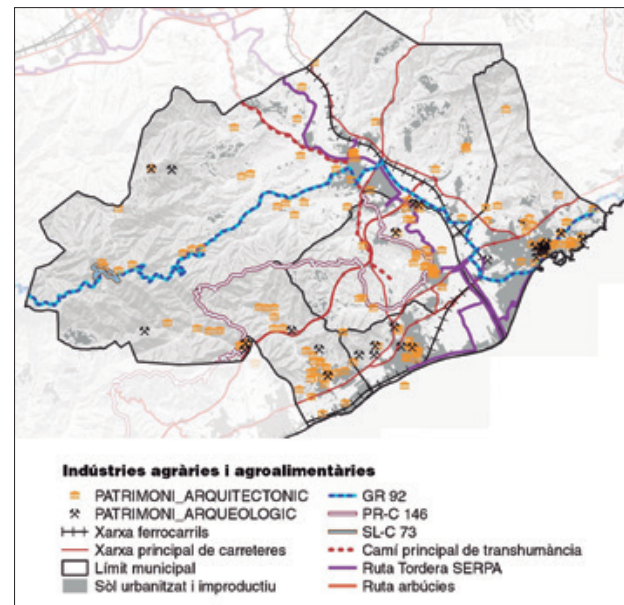 Indústries agràries i agroalimentàries
PATRIMONI_ARQUITECTONIC
PATRIMONI_ARQUEOLOGIC
Xarxa ferrocarrils
Xarxa principal de carreteres
Límit municipal
Sòl urbanitzat i improductiu
GR 92
PR-C 146
SL-C 73
Camí principal de transhumància
Ruta Tordera SERPA
Ruta arbúcies